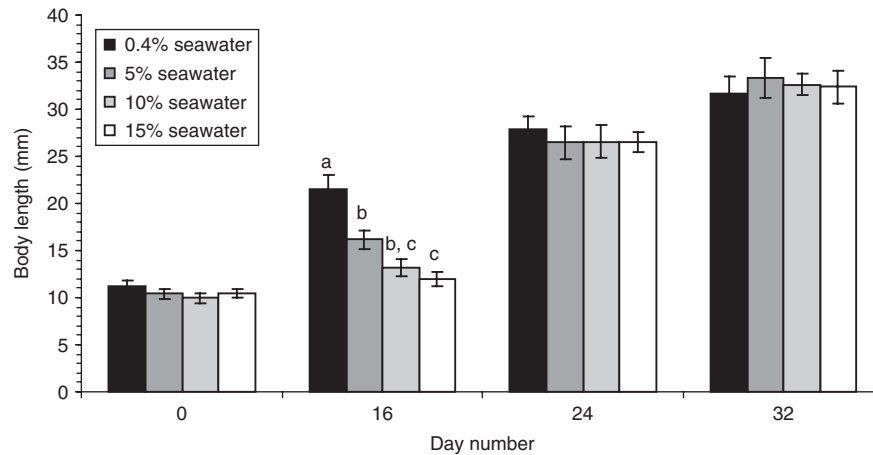 40
35
30
25
20
15
10
5
0
Body length (mm)
0.4% seawater
5% seawater
10% seawater
15% seawater
a
b
b, c
c
0 16 24 32
Day number